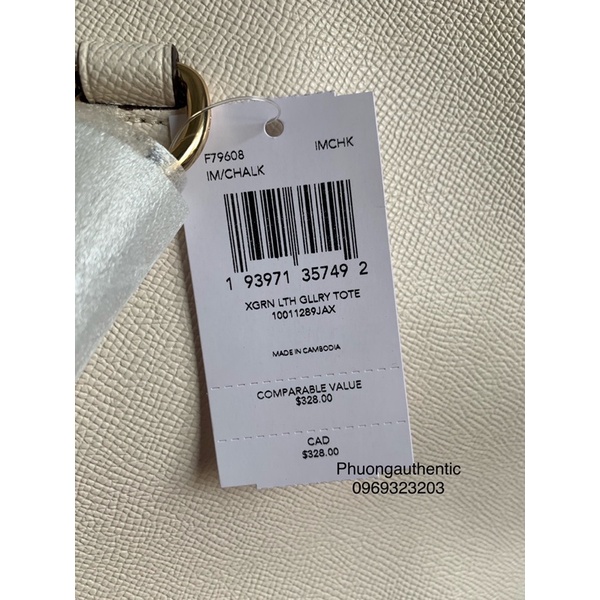 F79608 IMCHK
IM/CHALK
1 93971 35749 2
XGRN LTH GLLRY TOTE
10011289JAX
MADE IN CAMBODIA
COMPARABLE VALUE
$328.00
CAD
$328.00
Phuongauthentic
0969323203